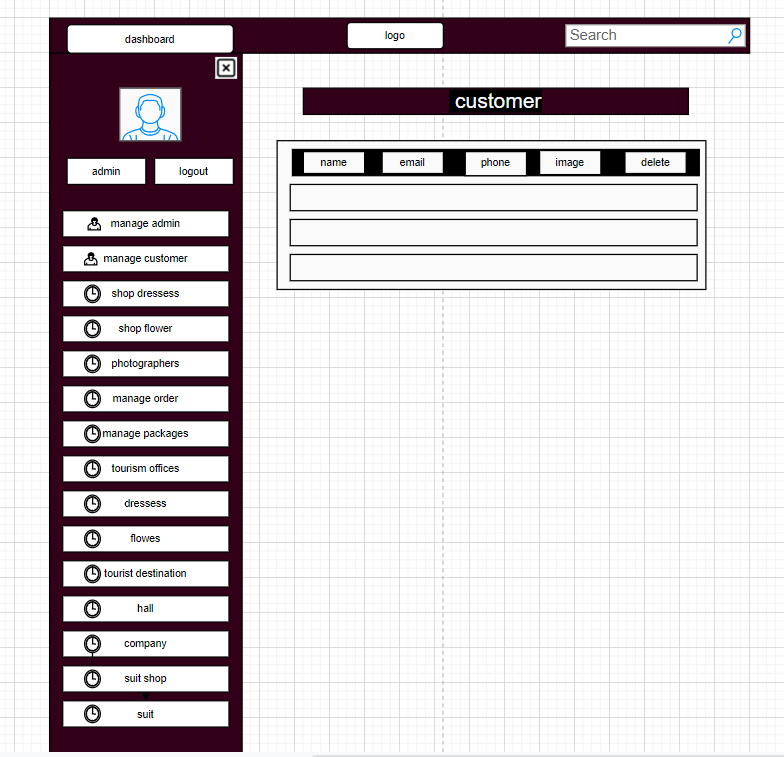 dashboard
logo
Search
customer
admin
logout
name
email
phone
image
delete
manage admin
manage customer
shop dressess
shop flower
photographers
manage order
manage packages
tourism offices
dressess
flowes
tourist destination
hall
company
suit shop
suit